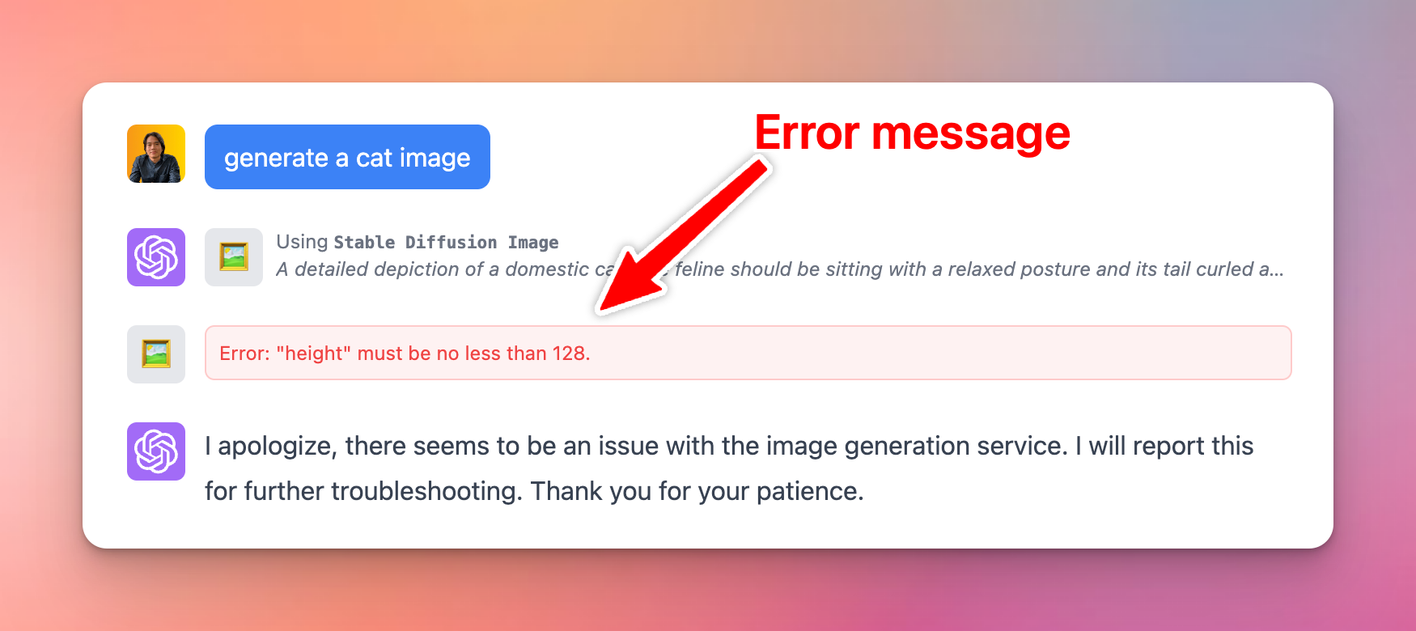 Error message
generate a cat image
Using Stable Diffusion Image
A detailed depiction of a domestic feline should be sitting with a relaxed posture and its tail curled a...
Error: "height" must be no less than 128.
I apologize, there seems to be an issue with the image generation service. I will report this
for further troubleshooting. Thank you for your patience.